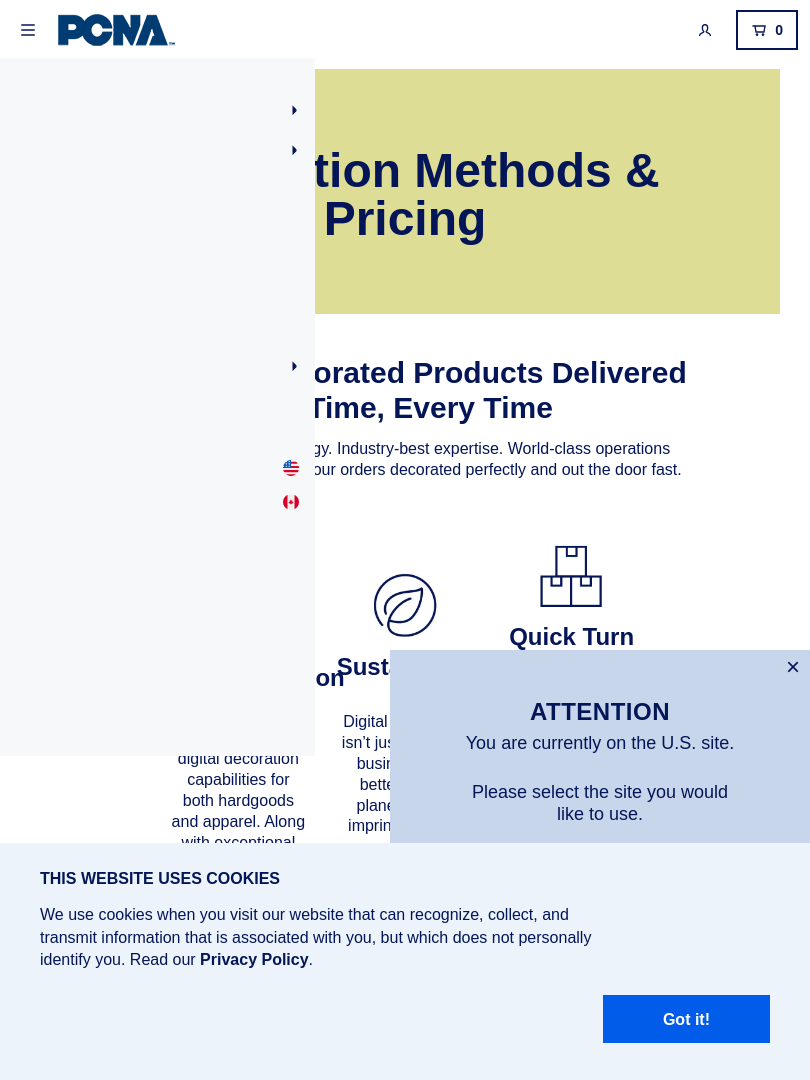 PCNA™
0
tion Methods &
Pricing
orated Products Delivered
Time, Every Time
gy. Industry-best expertise. World-class operations
our orders decorated perfectly and out the door fast.
Quick Turn
Susta
on
Digital
isn’t jus
busin
bette
plane
imprin
digital decoration
capabilities for
both hardgoods
and apparel. Along
with exceptional
ATTENTION
You are currently on the U.S. site.
Please select the site you would
like to use.
THIS WEBSITE USES COOKIES
We use cookies when you visit our website that can recognize, collect, and
transmit information that is associated with you, but which does not personally
identify you. Read our Privacy Policy.
Got it!